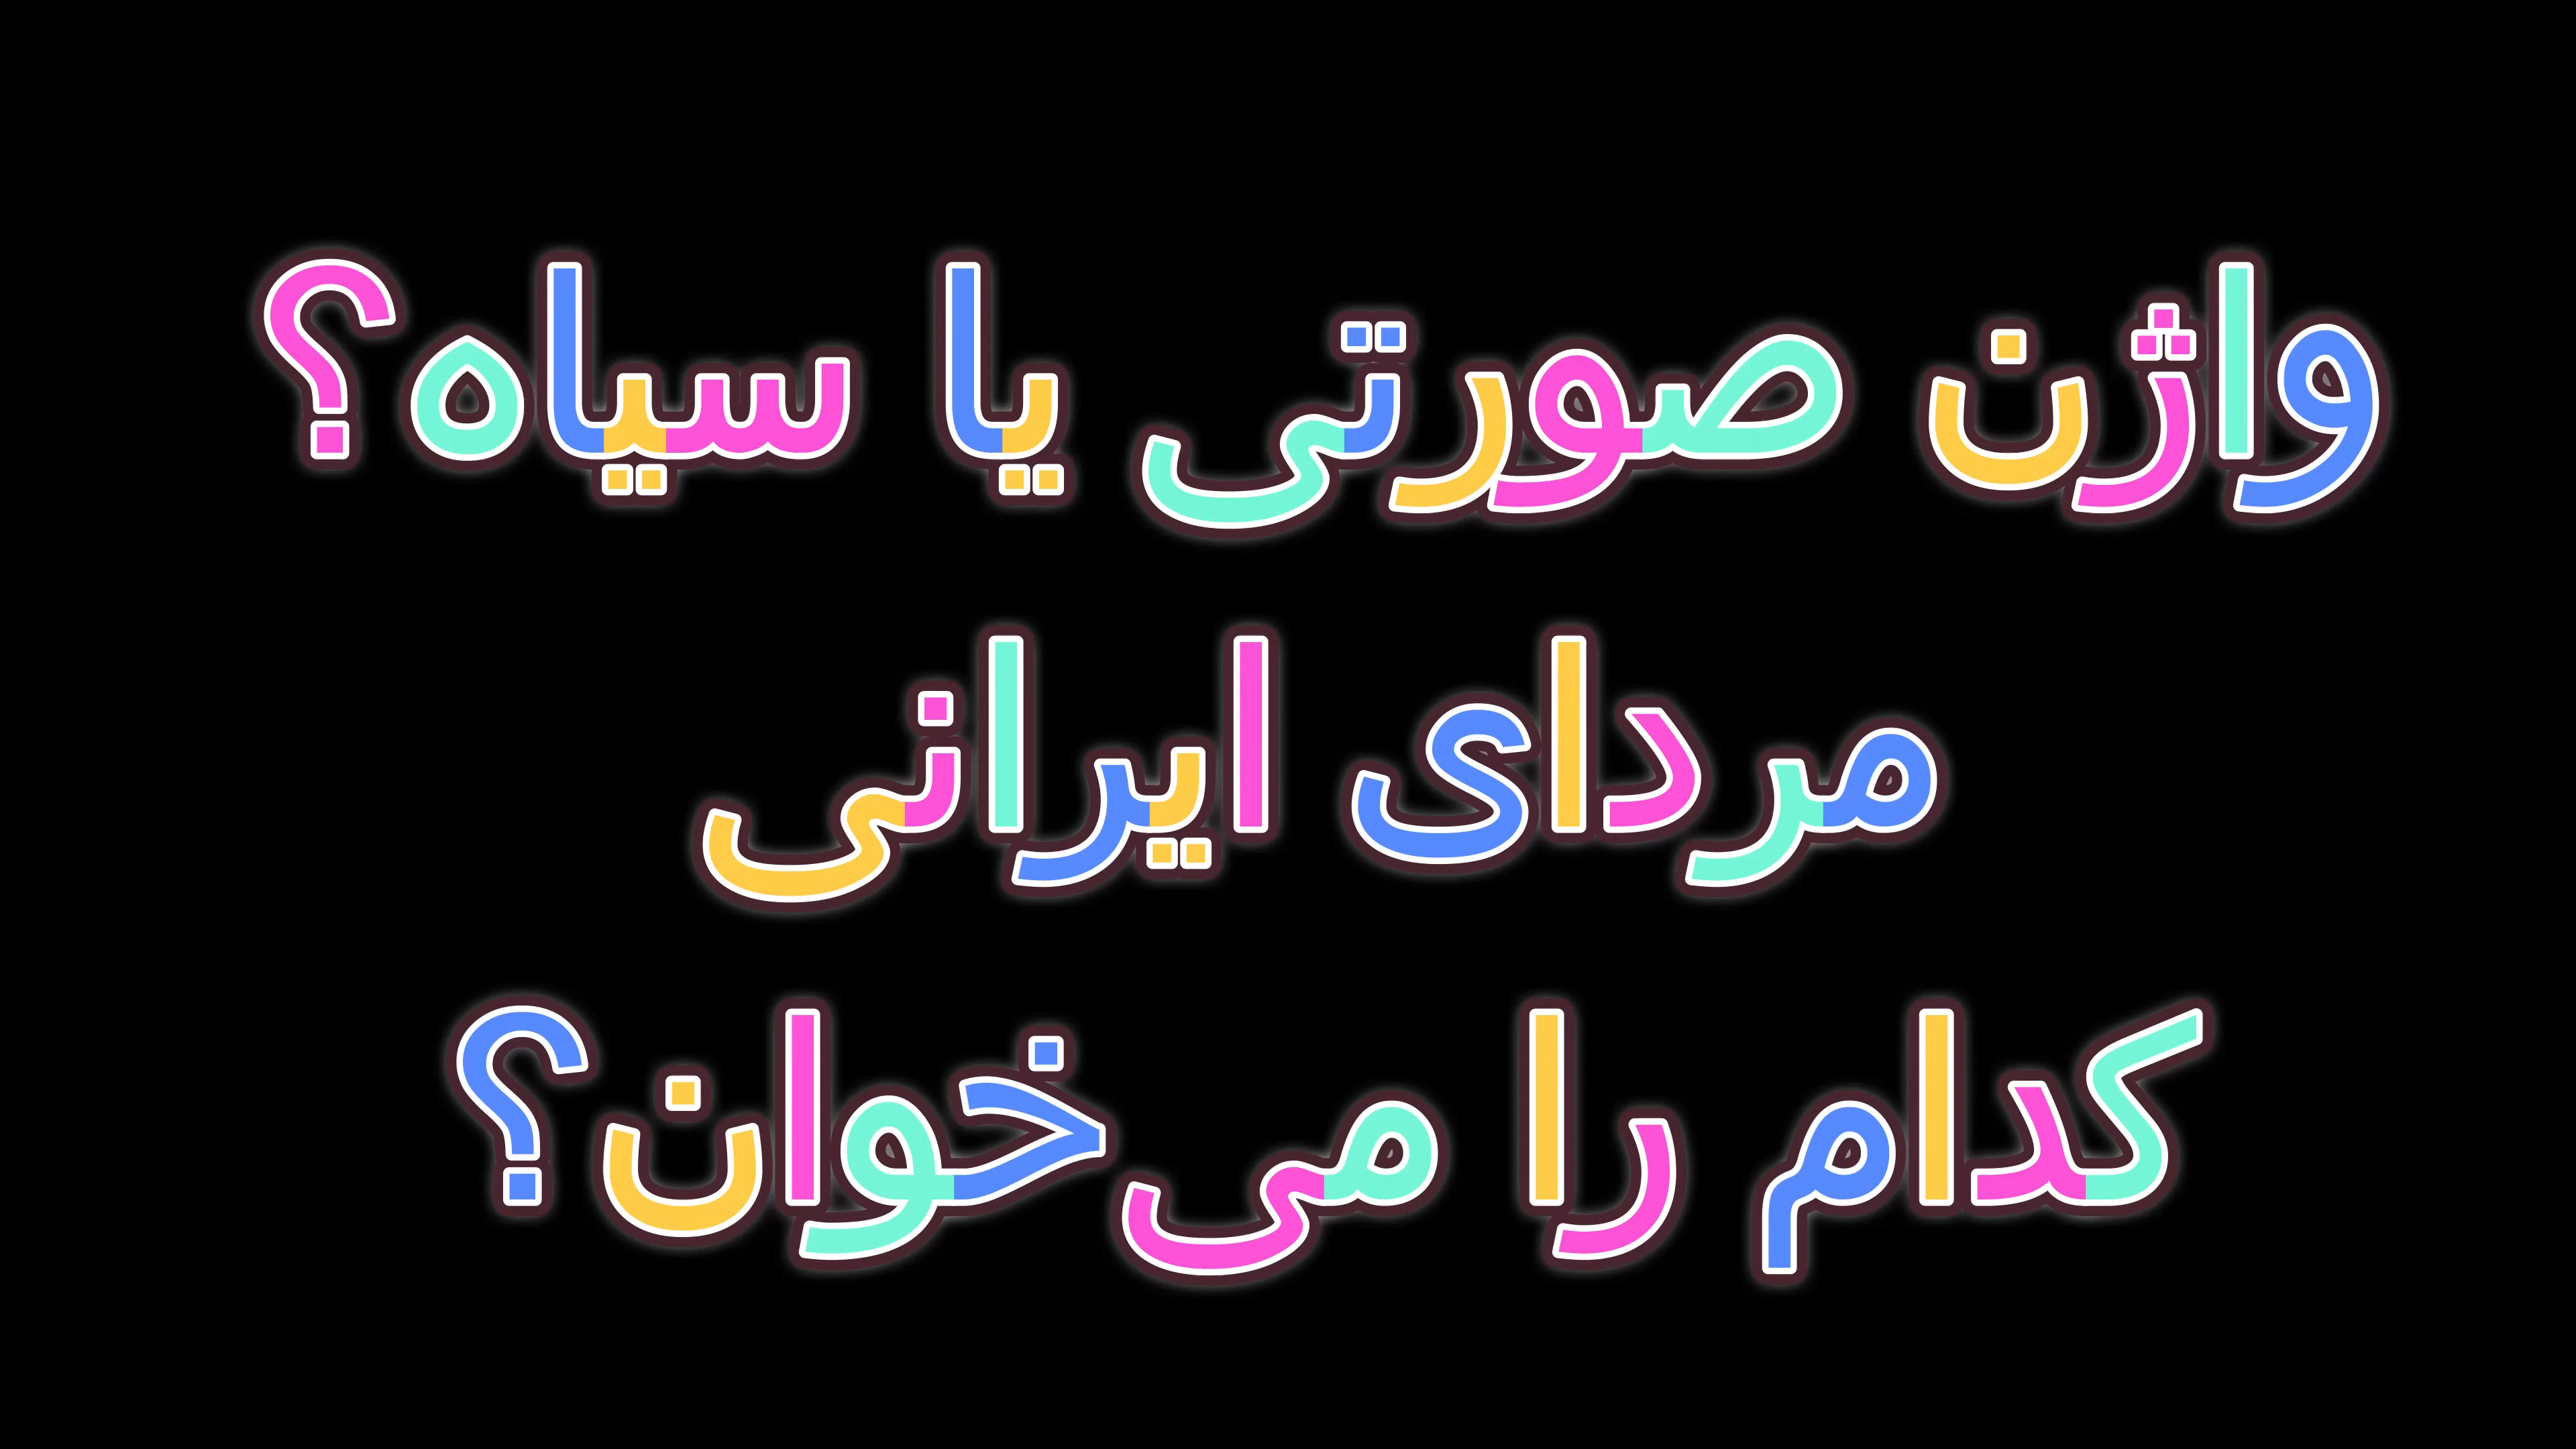 واژن صورتی یا سیاه؟
مردای ایرانی
کدام را می‌خوان؟